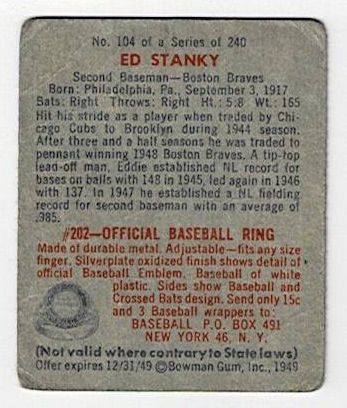 No. 104 of a Series of 240
ED STANKY
Second Baseman—Boston Braves
Born: Philadelphia, Pa., September 3, 1917
Bats: Right Throws: Right Ht.: 5:8 Wt.: 165
Hit his stride as a player when traded by Chi-
cago Cubs to Brooklyn during 1944 season.
After three and a half seasons he was traded to
pennant winning 1948 Boston Braves. A tip-top
lead-off man, Eddie established NL record for
bases on balls with 148 in 1945, led again in 1946
with 137. In 1947 he established a NL fielding
record for second baseman with an average of
.985.
#202—OFFICIAL BASEBALL RING
Made of durable metal. Adjustable—fits any size
finger. Silverplate oxidized finish shows detail of
official Baseball Emblem. Baseball of white
plastic. Sides show Baseball and
Crossed Bats design. Send only 15c
and 3 Baseball wrappers to:
BASEBALL P.O. BOX 491
NEW YORK 46, N. Y.
(Not valid where contrary to State laws)
Offer expires 12/31/49 ©Bowman Gum, Inc., 1949